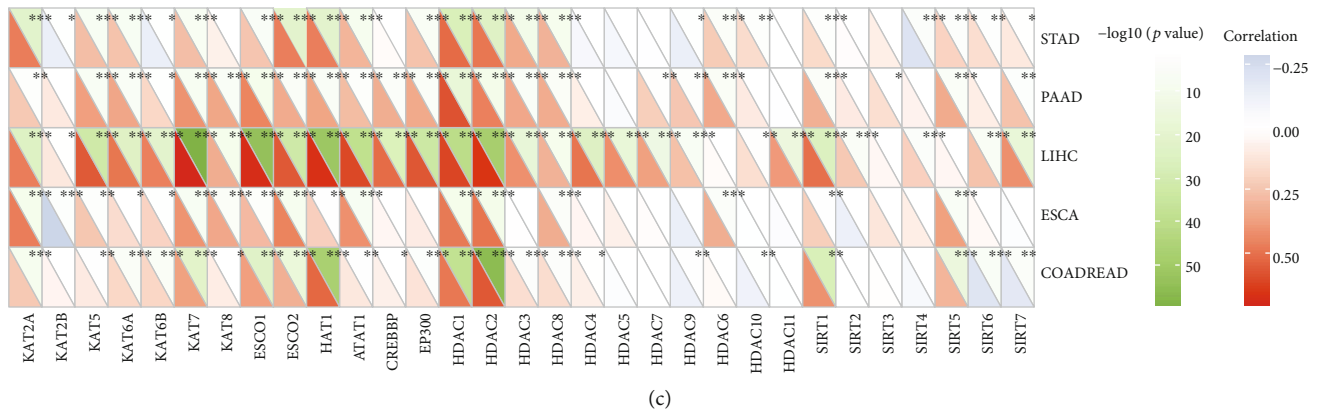 STAD
PAAD
LIHC
ESCA
COADREAD
KAT2A
KAT2B
KAT5
KAT6A
KAT6B
KAT7
KAT8
ESCO1
ESCO2
HAT1
ATAT1
CREBBP
EP300
HDAC1
HDAC2
HDAC3
HDAC8
HDAC4
HDAC5
HDAC7
HDAC9
HDAC6
HDAC10
HDAC11
SIRT1
SIRT2
SIRT3
SIRT4
SIRT5
SIRT6
SIRT7
−log10 (p value)
10
20
30
40
50
Correlation
−0.25
0.00
0.25
0.50
(c)